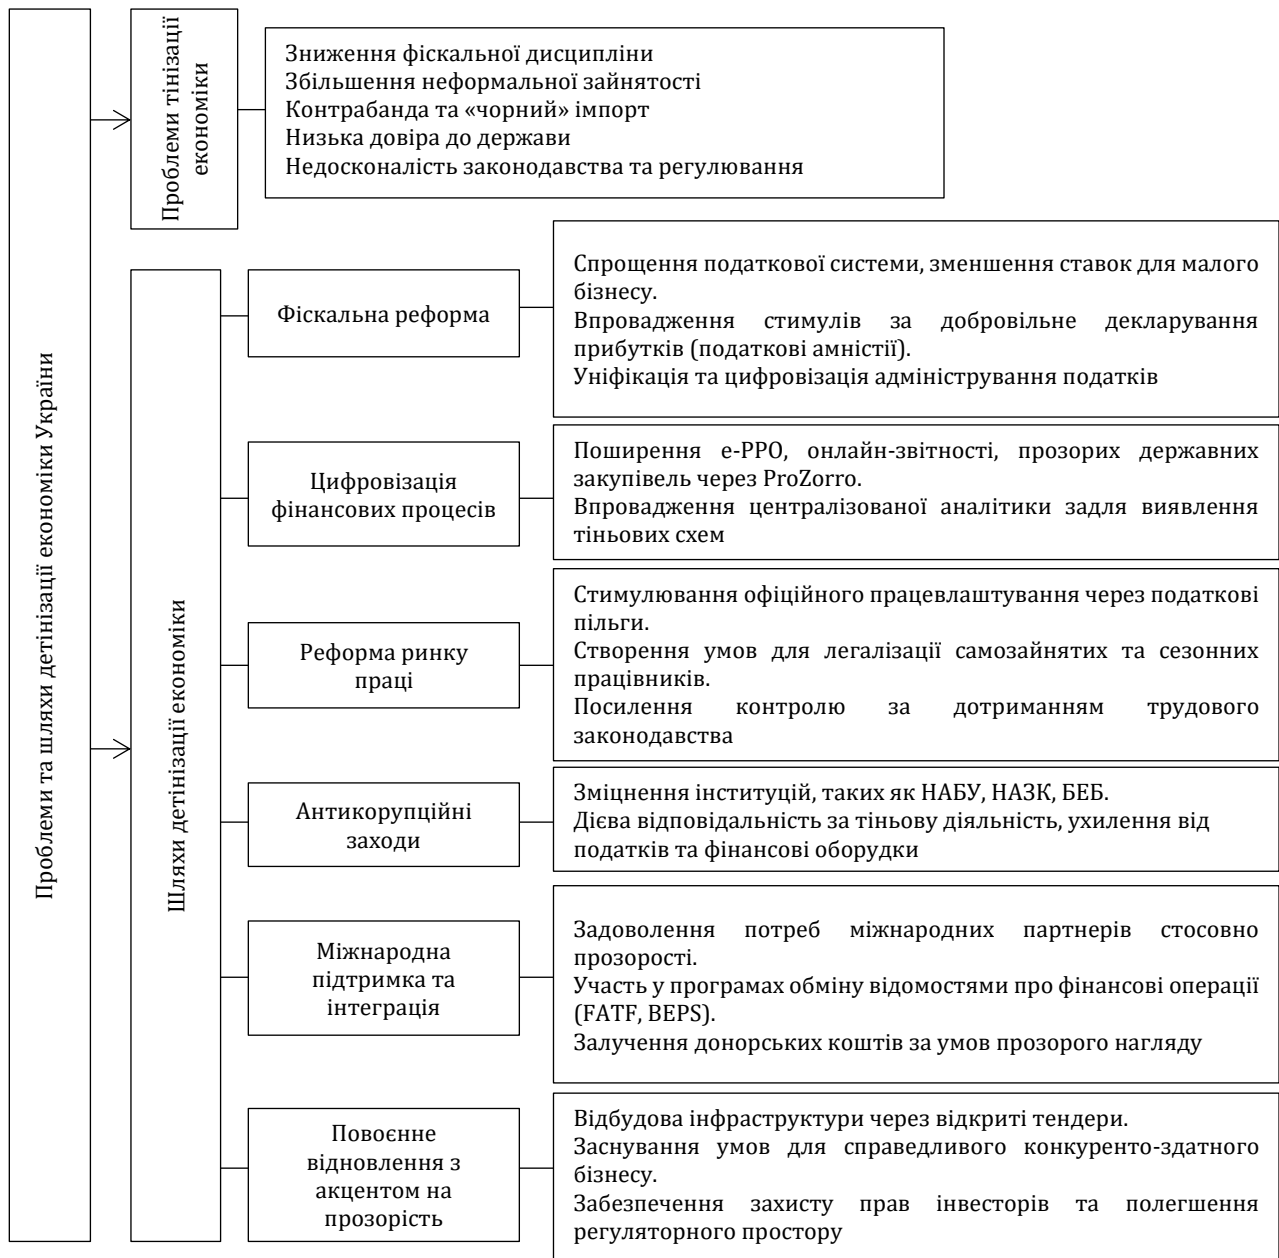 Проблеми та шляхи детінізації економіки України
Проблеми тінізації
економіки
Зниження фіскальної дисципліни
Збільшення неформальної зайнятості
Контрабанда та «чорний» імпорт
Низька довіра до держави
Недосконалість законодавства та регулювання
Шляхи детінізації економіки
Фіскальна реформа
Спрощення податкової системи, зменшення ставок для малого
бізнесу.
Впровадження стимулів за добровільне декларування
прибутків (податкові амністії).
Уніфікація та цифровізація адміністрування податків
Цифровізація
фінансових процесів
Поширення е-РРО, онлайн-звітності, прозорих державних
закупівель через ProZorro.
Впровадження централізованої аналітики задля виявлення
тіньових схем
Реформа ринку
праці
Стимулювання офіційного працевлаштування через податкові
пільги.
Створення умов для легалізації самозайнятих та сезонних
працівників.
Посилення контролю за дотриманням трудового
законодавства
Антикорупційні
заходи
Зміцнення інституцій, таких як НАБУ, НАЗК, БЕБ.
Дієва відповідальність за тіньову діяльність, ухилення від
податків та фінансові оборудки
Міжнародна
підтримка та
інтеграція
Задоволення потреб міжнародних партнерів стосовно
прозорості.
Участь у програмах обміну відомостями про фінансові операції
(FATF, BEPS).
Залучення донорських коштів за умов прозорого нагляду
Повоєнне
відновлення з
акцентом на
прозорість
Відбудова інфраструктури через відкриті тендери.
Заснування умов для справедливого конкуренто-здатного
бізнесу.
Забезпечення захисту прав інвесторів та полегшення
регуляторного простору